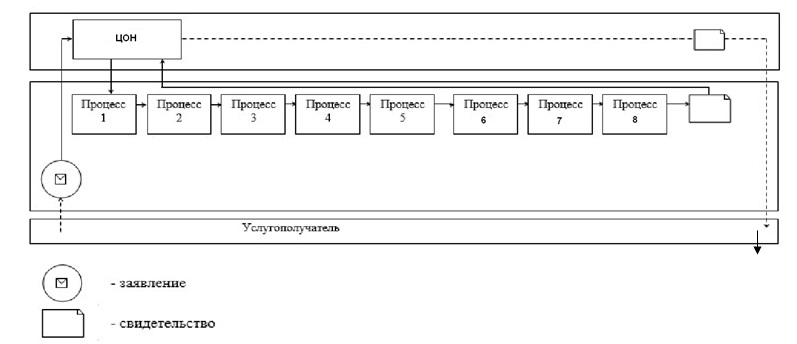 ЦОН
Процесс
1
Процесс
2
Процесс
3
Процесс
4
Процесс
5
Процесс
6
Процесс
7
Процесс
8
Услугополучатель
- заявление
- свидетельство